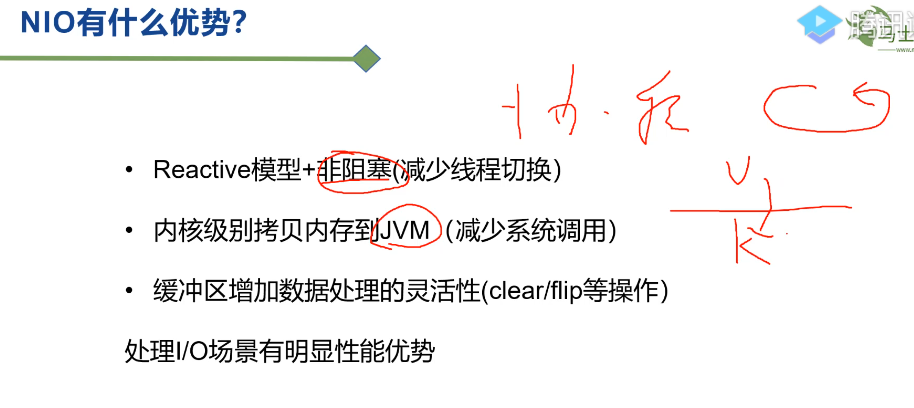 NIO有什么优势?
协程
• Reactive模型+非阻塞(减少线程切换)
U
• 内核级别拷贝内存到JVM（减少系统调用）
K
• 缓冲区增加数据处理的灵活性(clear/flip等操作）
处理I/O场景有明显性能优势